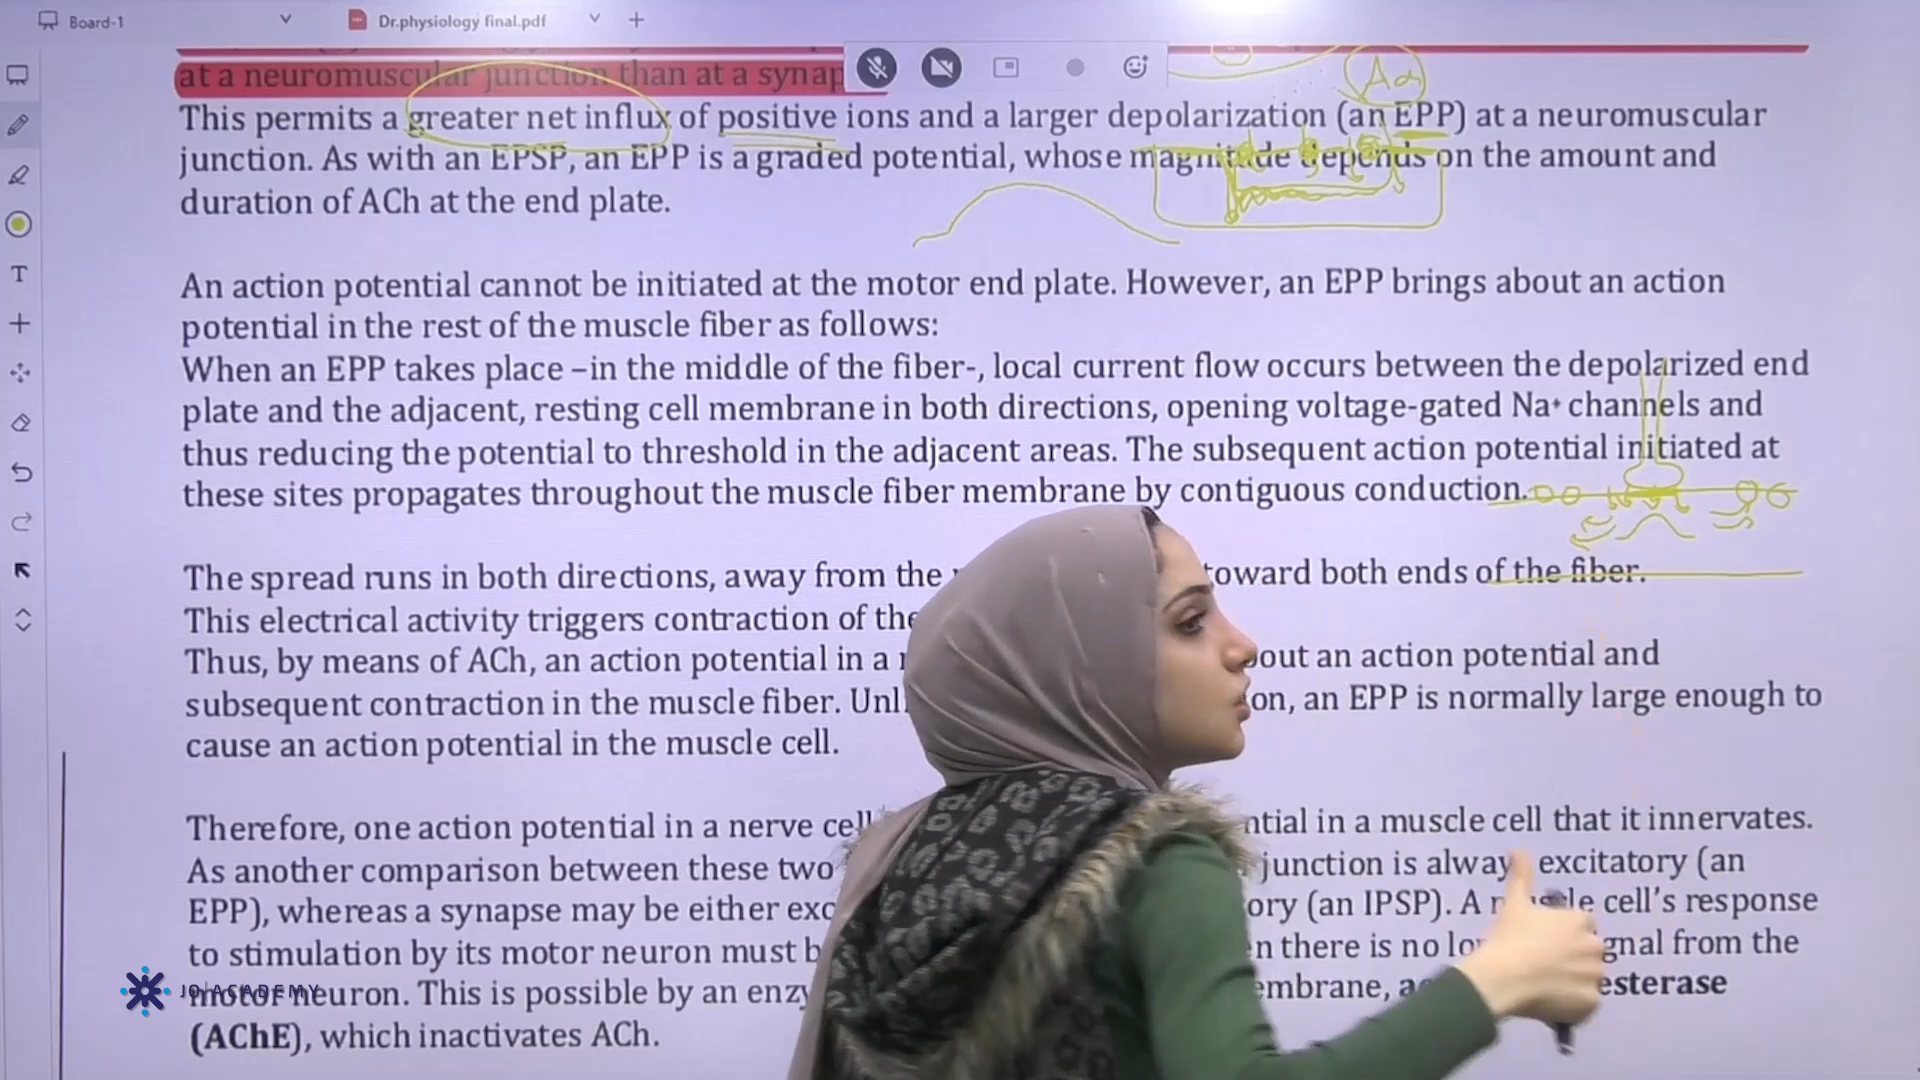 Board-1
Dr.physiology final.pdf
at a neuromuscular junction than at a synap
ACh
This permits a greater net influx of positive ions and a larger depolarization (an EPP) at a neuromuscular
junction. As with an EPSP, an EPP is a graded potential, whose magnitude depends on the amount and
duration of ACh at the end plate.
An action potential cannot be initiated at the motor end plate. However, an EPP brings about an action
potential in the rest of the muscle fiber as follows:
When an EPP takes place –in the middle of the fiber-, local current flow occurs between the depolarized end
plate and the adjacent, resting cell membrane in both directions, opening voltage-gated Na+ channels and
thus reducing the potential to threshold in the adjacent areas. The subsequent action potential initiated at
these sites propagates throughout the muscle fiber membrane by contiguous conduction.
The spread runs in both directions, away from the toward both ends of the fiber.
This electrical activity triggers contraction of the
Thus, by means of ACh, an action potential in a bout an action potential and
subsequent contraction in the muscle fiber. Unl on, an EPP is normally large enough to
cause an action potential in the muscle cell.
Therefore, one action potential in a nerve cell ntial in a muscle cell that it innervates.
As another comparison between these two junction is always excitatory (an
EPP), whereas a synapse may be either exc ory (an IPSP). A muscle cell's response
to stimulation by its motor neuron must b n there is no lo gnal from the
motor neuron. This is possible by an enzy embrane, a esterase
(AChE), which inactivates ACh.
JO ACADEMY
T